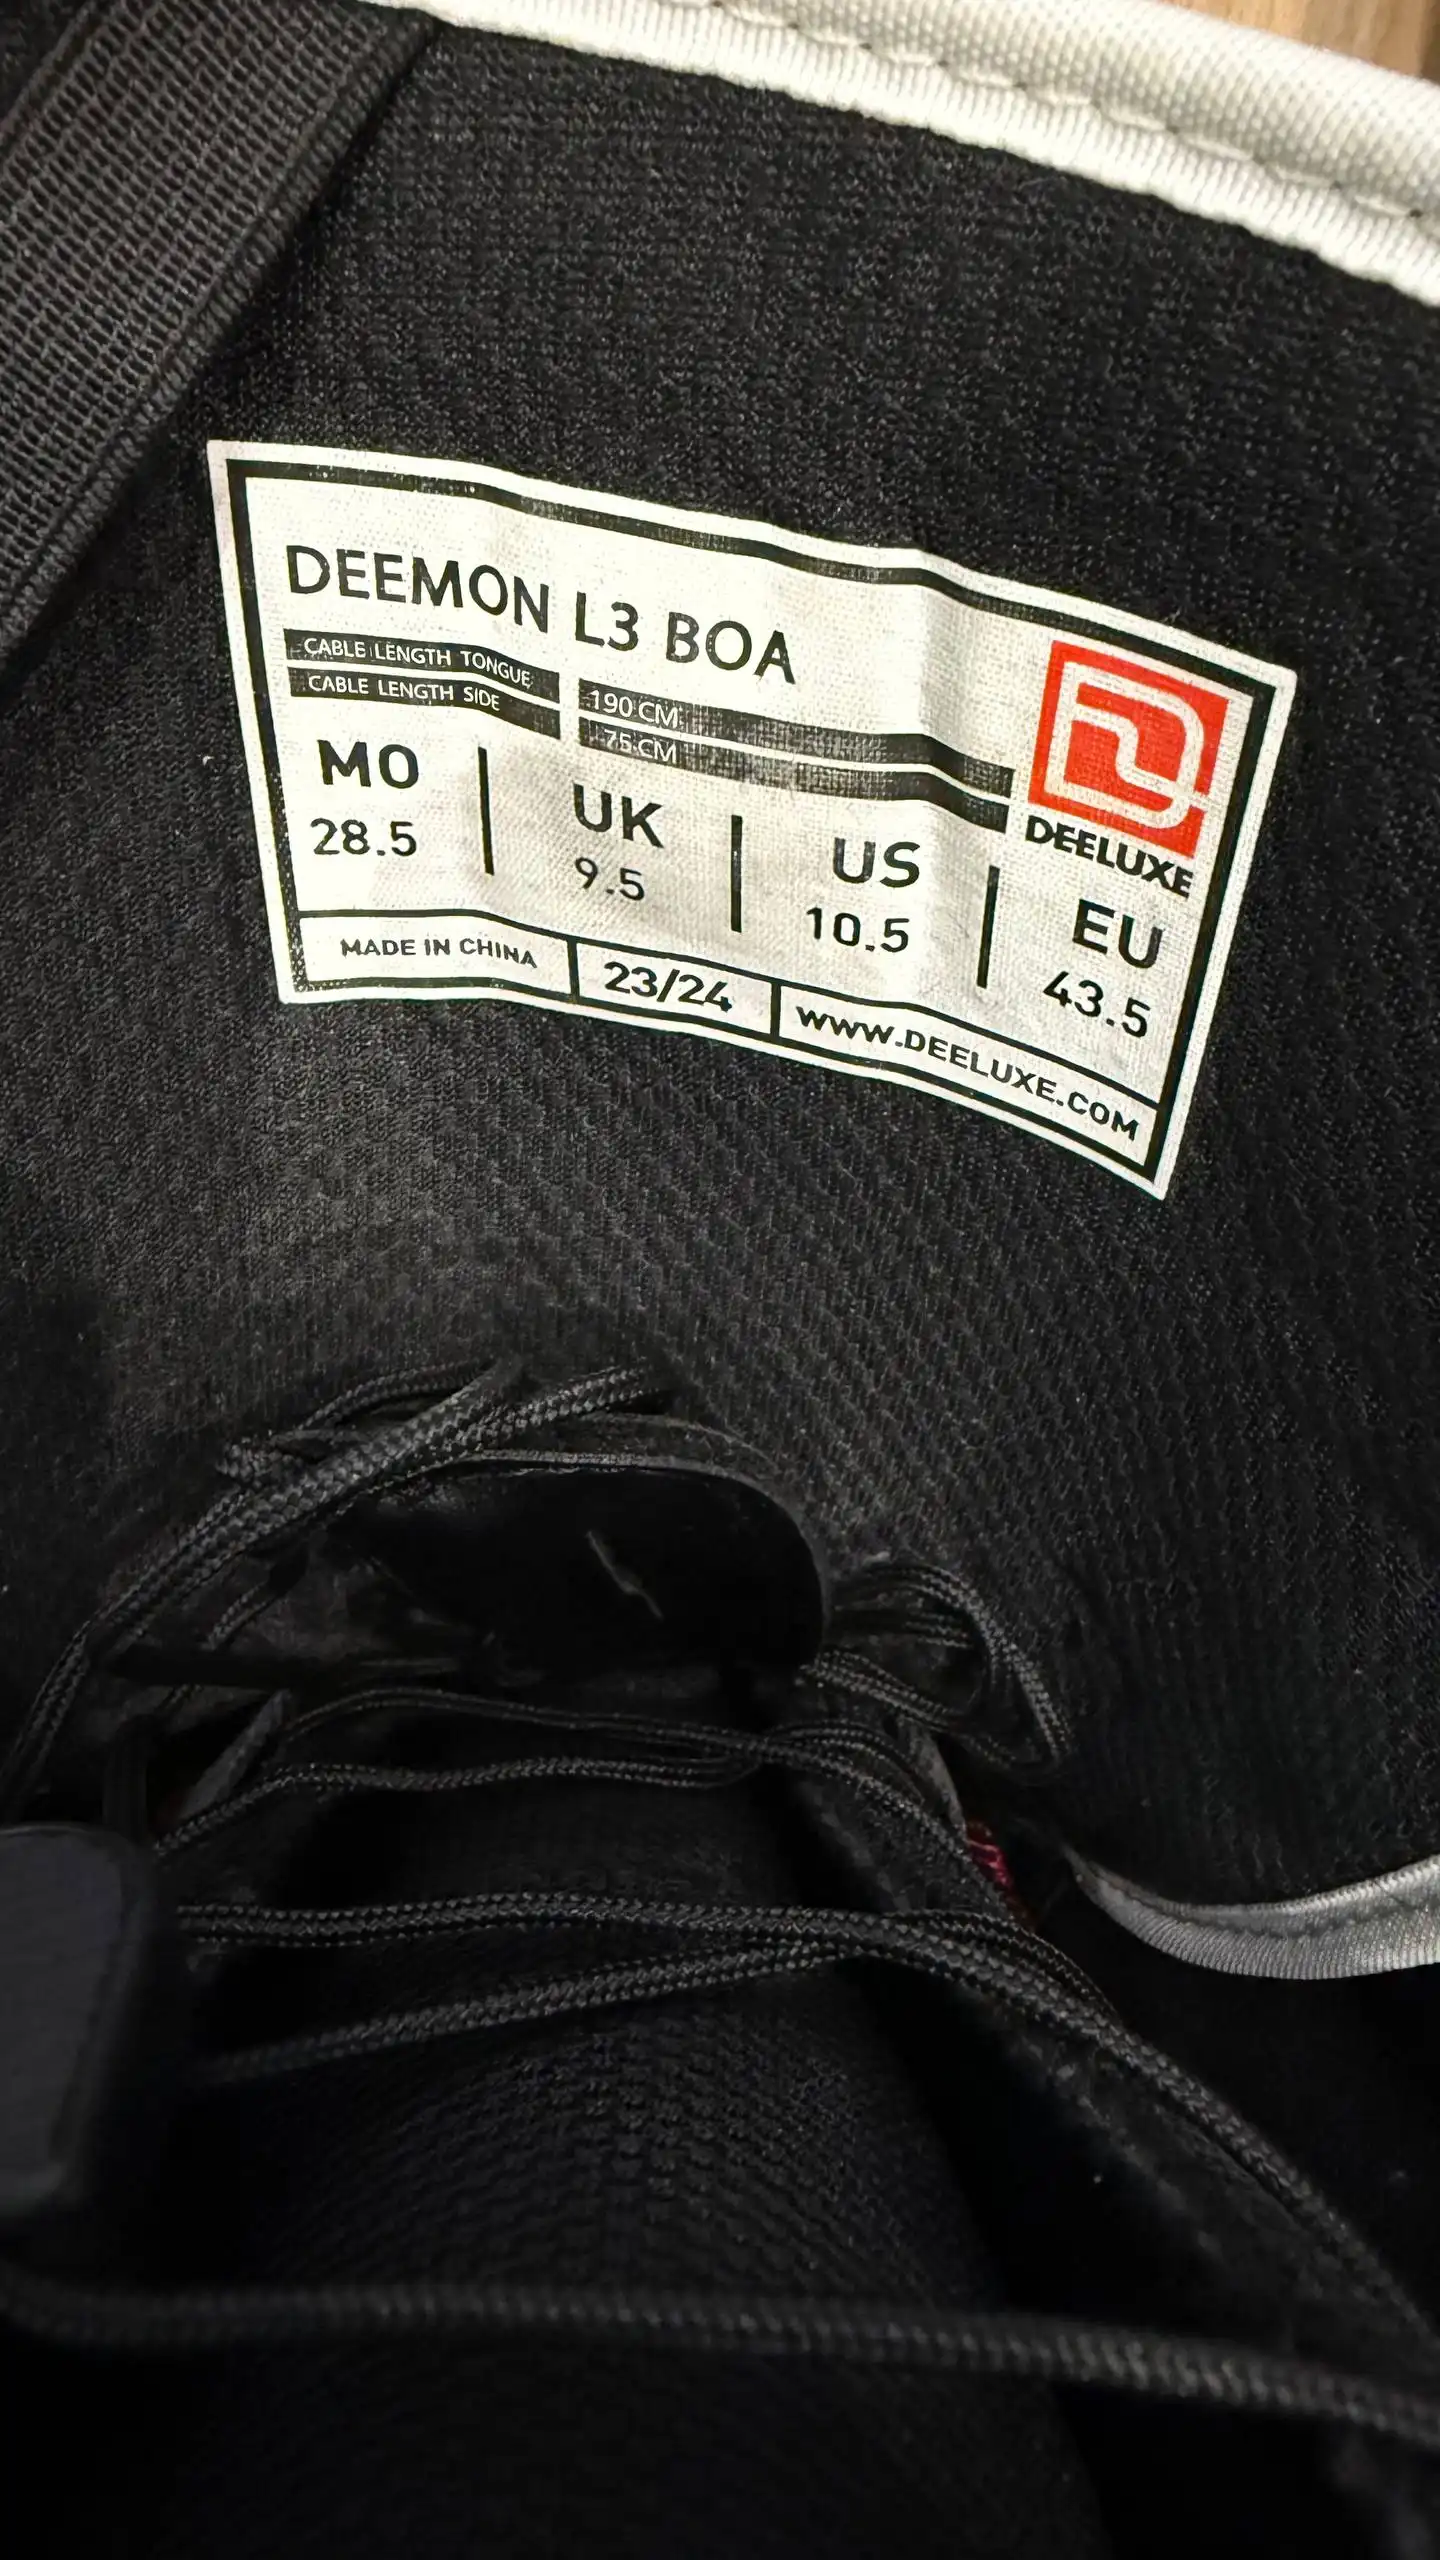 DEEMON L3 BOA
CABLE LENGTH TONGUE 190 CM
CABLE LENGTH SIDE 75 CM
DEELUXE
MO UK US EU
28.5 9.5 10.5 43.5
MADE IN CHINA 23/24 WWW.DEELUXE.COM